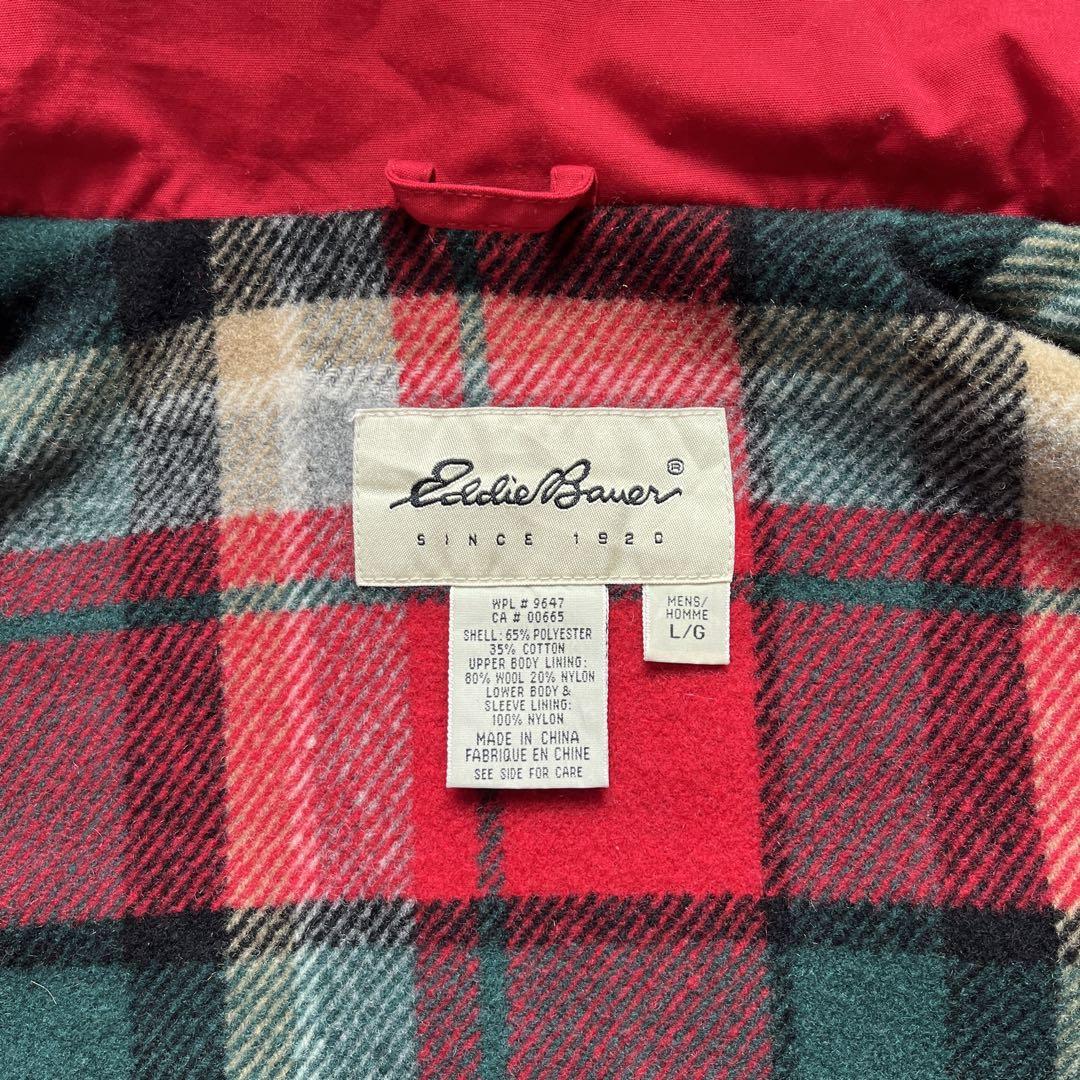 Eddie Bauer®
SINCE 1920
WPL # 9647
CA # 00665
SHELL: 65% POLYESTER
35% COTTON
UPPER BODY LINING:
80% WOOL 20% NYLON
LOWER BODY &
SLEEVE LINING:
100% NYLON
MADE IN CHINA
FABRIQUE EN CHINE
SEE SIDE FOR CARE
MENS/
HOMME
L/G